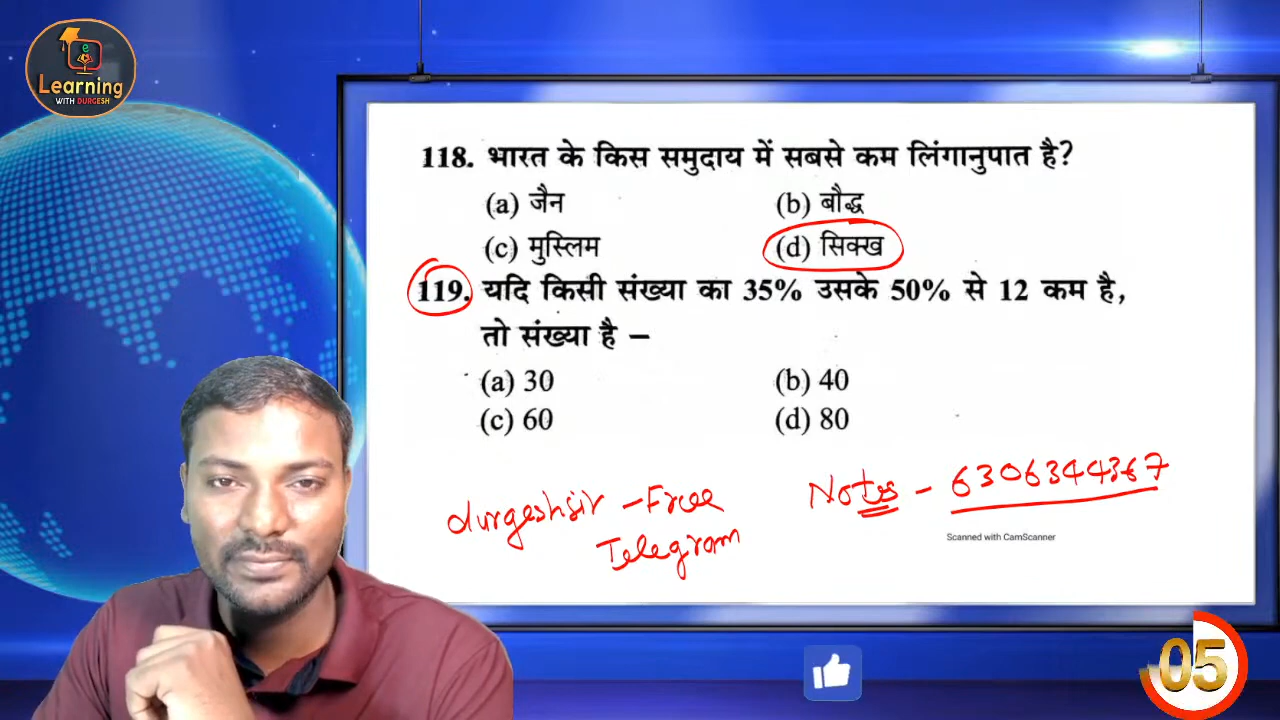 e
Learning
WITH DURGESH
118. भारत के किस समुदाय में सबसे कम लिंगानुपात है?
(a) जैन (b) बौद्ध
(c) मुस्लिम (d) सिक्ख
119. यदि किसी संख्या का 35% उसके 50% से 12 कम है,
तो संख्या है –
(a) 30 (b) 40
(c) 60 (d) 80
durgeshsir - Free
Telegram
Notes - 6306344367
Scanned with CamScanner
05